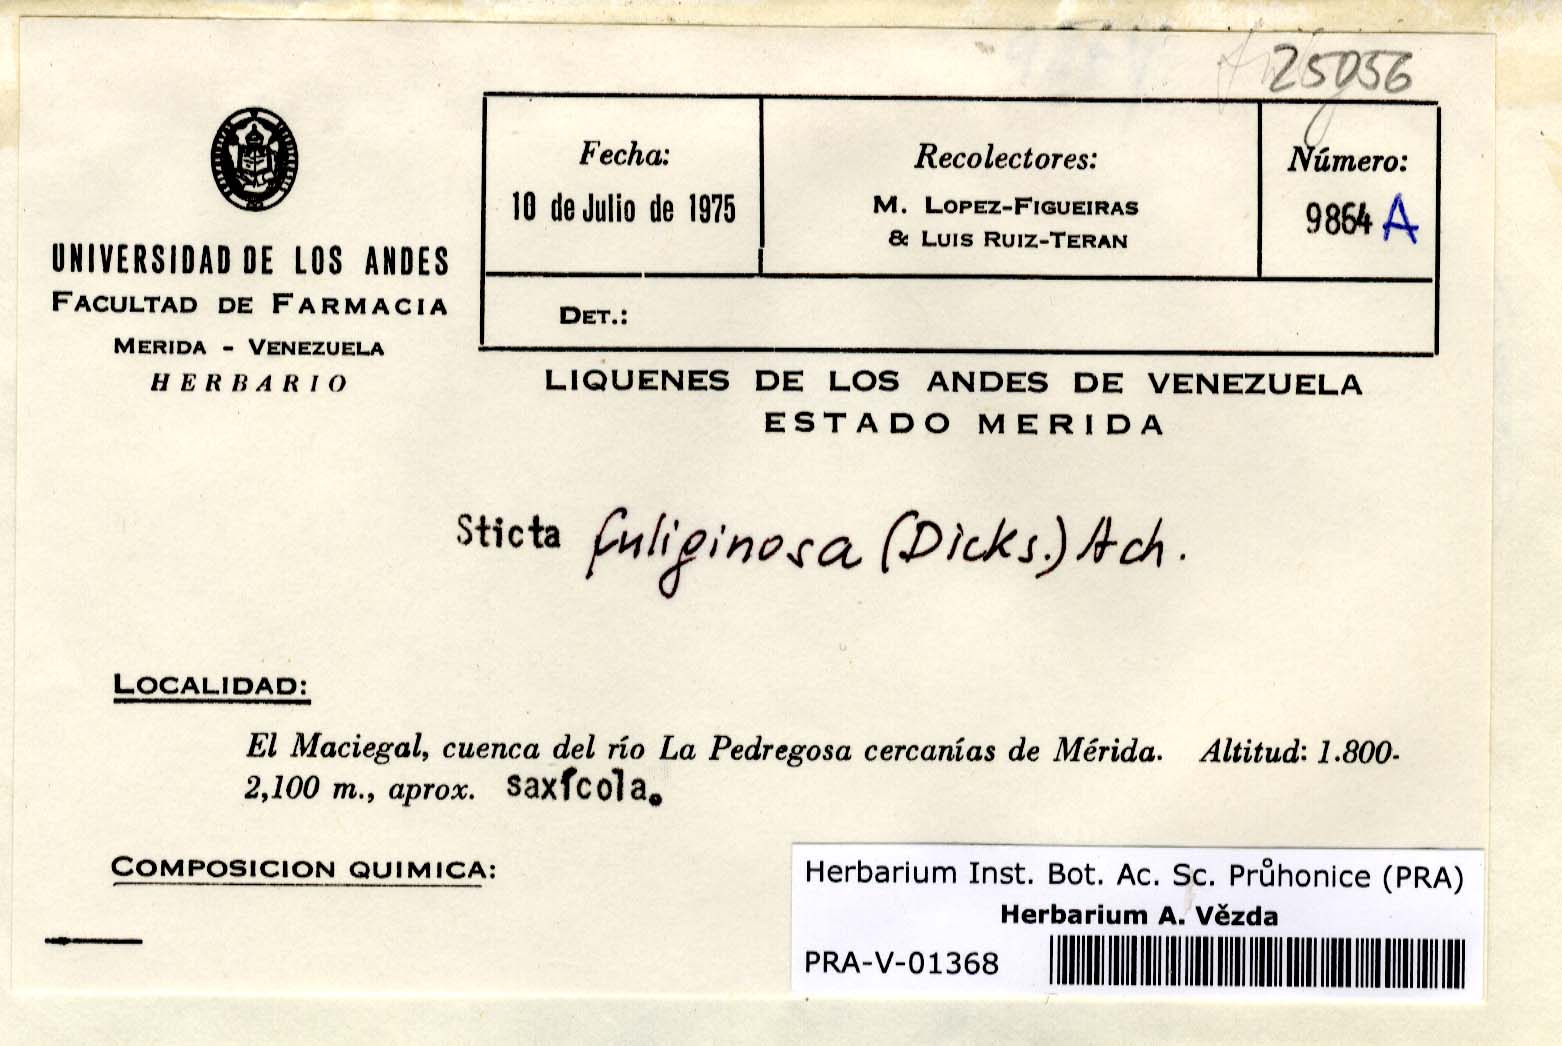 25956
Fecha:
10 de Julio de 1975
Recolectores:
M. LOPEZ-FIGUEIRAS
& LUIS RUIZ-TERAN
Número:
9864 A
DET.:
UNIVERSIDAD DE LOS ANDES
FACULTAD DE FARMACIA
MERIDA - VENEZUELA
HERBARIO
LIQUENES DE LOS ANDES DE VENEZUELA
ESTADO MERIDA
Sticta fuliginosa (Dicks.) Ach.
LOCALIDAD:
El Maciegal, cuenca del río La Pedregosa cercanías de Mérida. Altitud: 1.800-
2,100 m., aprox. saxícola.
COMPOSICION QUIMICA:
Herbarium Inst. Bot. Ac. Sc. Průhonice (PRA)
Herbarium A. Vězda
PRA-V-01368